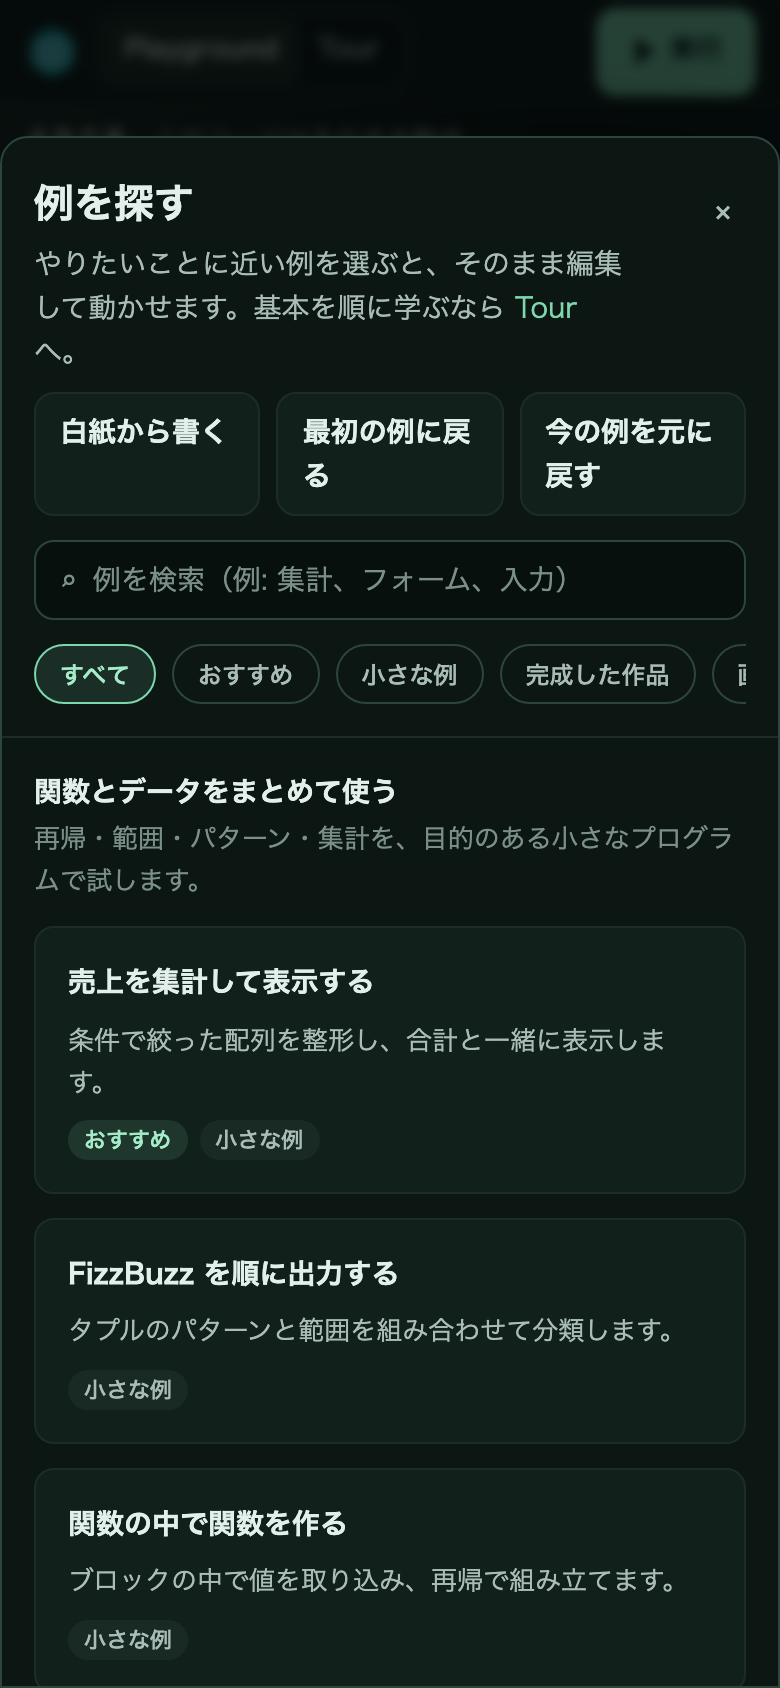 Playground
Tour
例を探す
×
やりたいことに近い例を選ぶと、そのまま編集
して動かせます。基本を順に学ぶなら Tour
へ。
白紙から書く
最初の例に戻
る
今の例を元に
戻す
例を検索（例: 集計、フォーム、入力）
すべて
おすすめ
小さな例
完成した作品
関数とデータをまとめて使う
再帰・範囲・パターン・集計を、目的のある小さなプログラ
ムで試します。
売上を集計して表示する
条件で絞った配列を整形し、合計と一緒に表示しま
す。
おすすめ
小さな例
FizzBuzz を順に出力する
タプルのパターンと範囲を組み合わせて分類します。
小さな例
関数の中で関数を作る
ブロックの中で値を取り込み、再帰で組み立てます。
小さな例